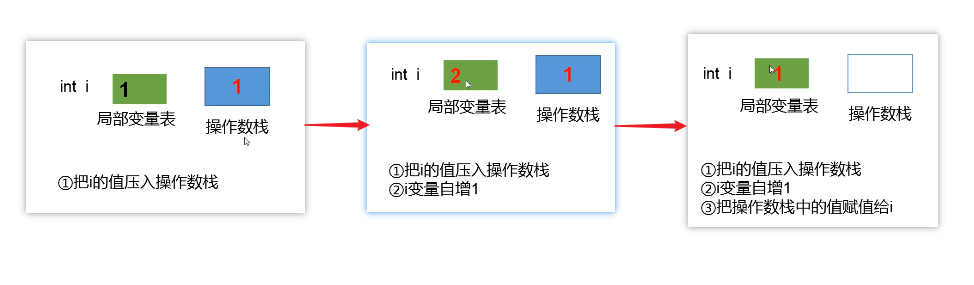 int i
1
1
局部变量表
操作数栈
①把i的值压入操作数栈
int i
2
1
局部变量表
操作数栈
①把i的值压入操作数栈
②i变量自增1
int i
1
局部变量表
操作数栈
①把i的值压入操作数栈
②i变量自增1
③把操作数栈中的值赋值给i